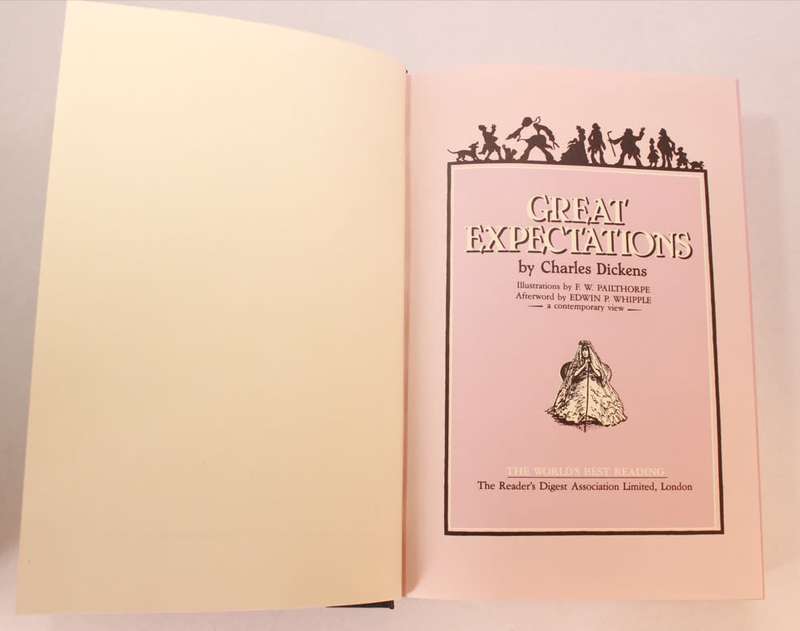 GREAT
EXPECTATIONS
by Charles Dickens
Illustrations by F. W. PAILTHORPE
Afterword by EDWIN P. WHIPPLE
a contemporary view
THE WORLD'S BEST READING
The Reader's Digest Association Limited, London